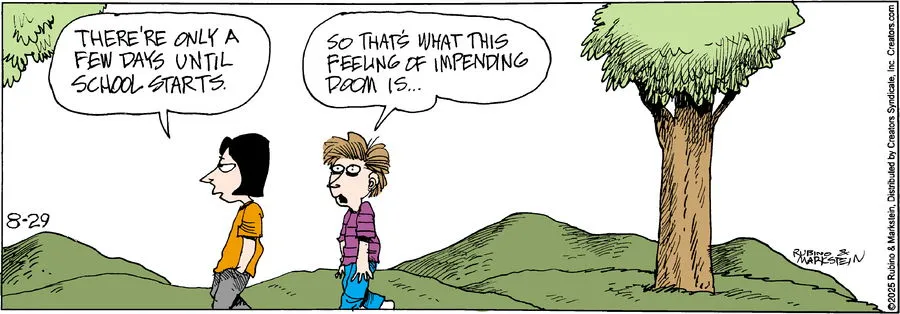 THERE'RE ONLY A
FEW DAYS UNTIL
SCHOOL STARTS.
SO THAT'S WHAT THIS
FEELING OF IMPENDING
DOOM IS...
8-29
RUBINO &
MARKSTEIN
©2025 Rubino & Markstein, Distributed by Creators Syndicate, Inc. Creators.com